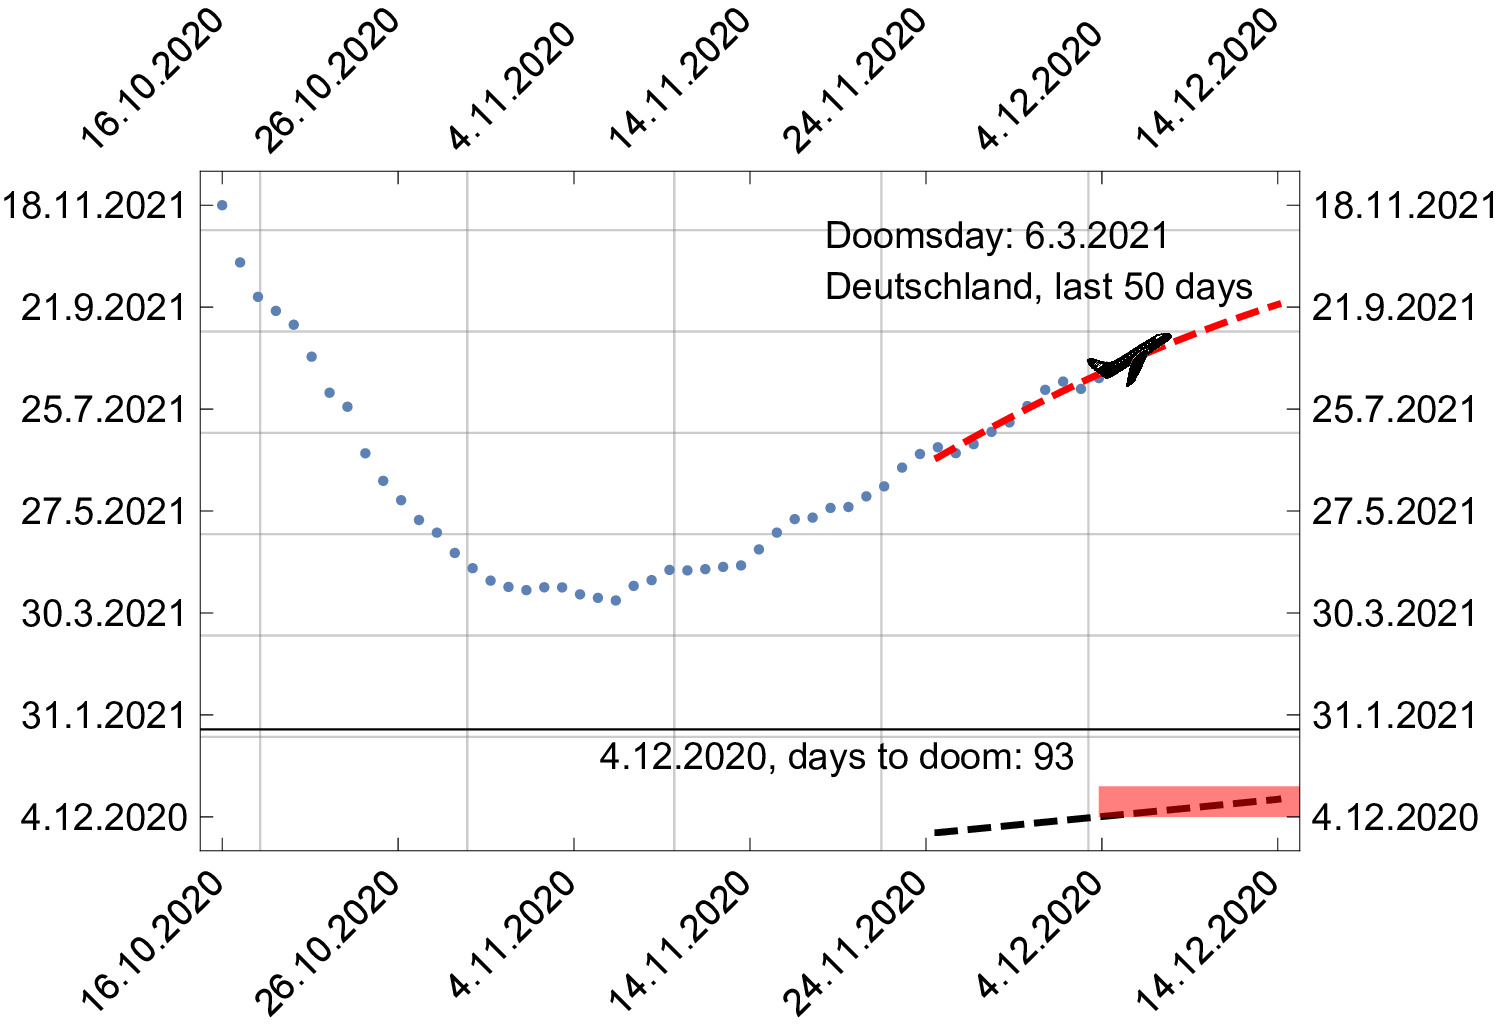 16.10.2020 26.10.2020 4.11.2020 14.11.2020 24.11.2020 4.12.2020 14.12.2020
18.11.2021 18.11.2021
Doomsday: 6.3.2021
Deutschland, last 50 days
21.9.2021 21.9.2021
25.7.2021 25.7.2021
27.5.2021 27.5.2021
30.3.2021 30.3.2021
31.1.2021 31.1.2021
4.12.2020, days to doom: 93
4.12.2020 4.12.2020
16.10.2020 26.10.2020 4.11.2020 14.11.2020 24.11.2020 4.12.2020 14.12.2020